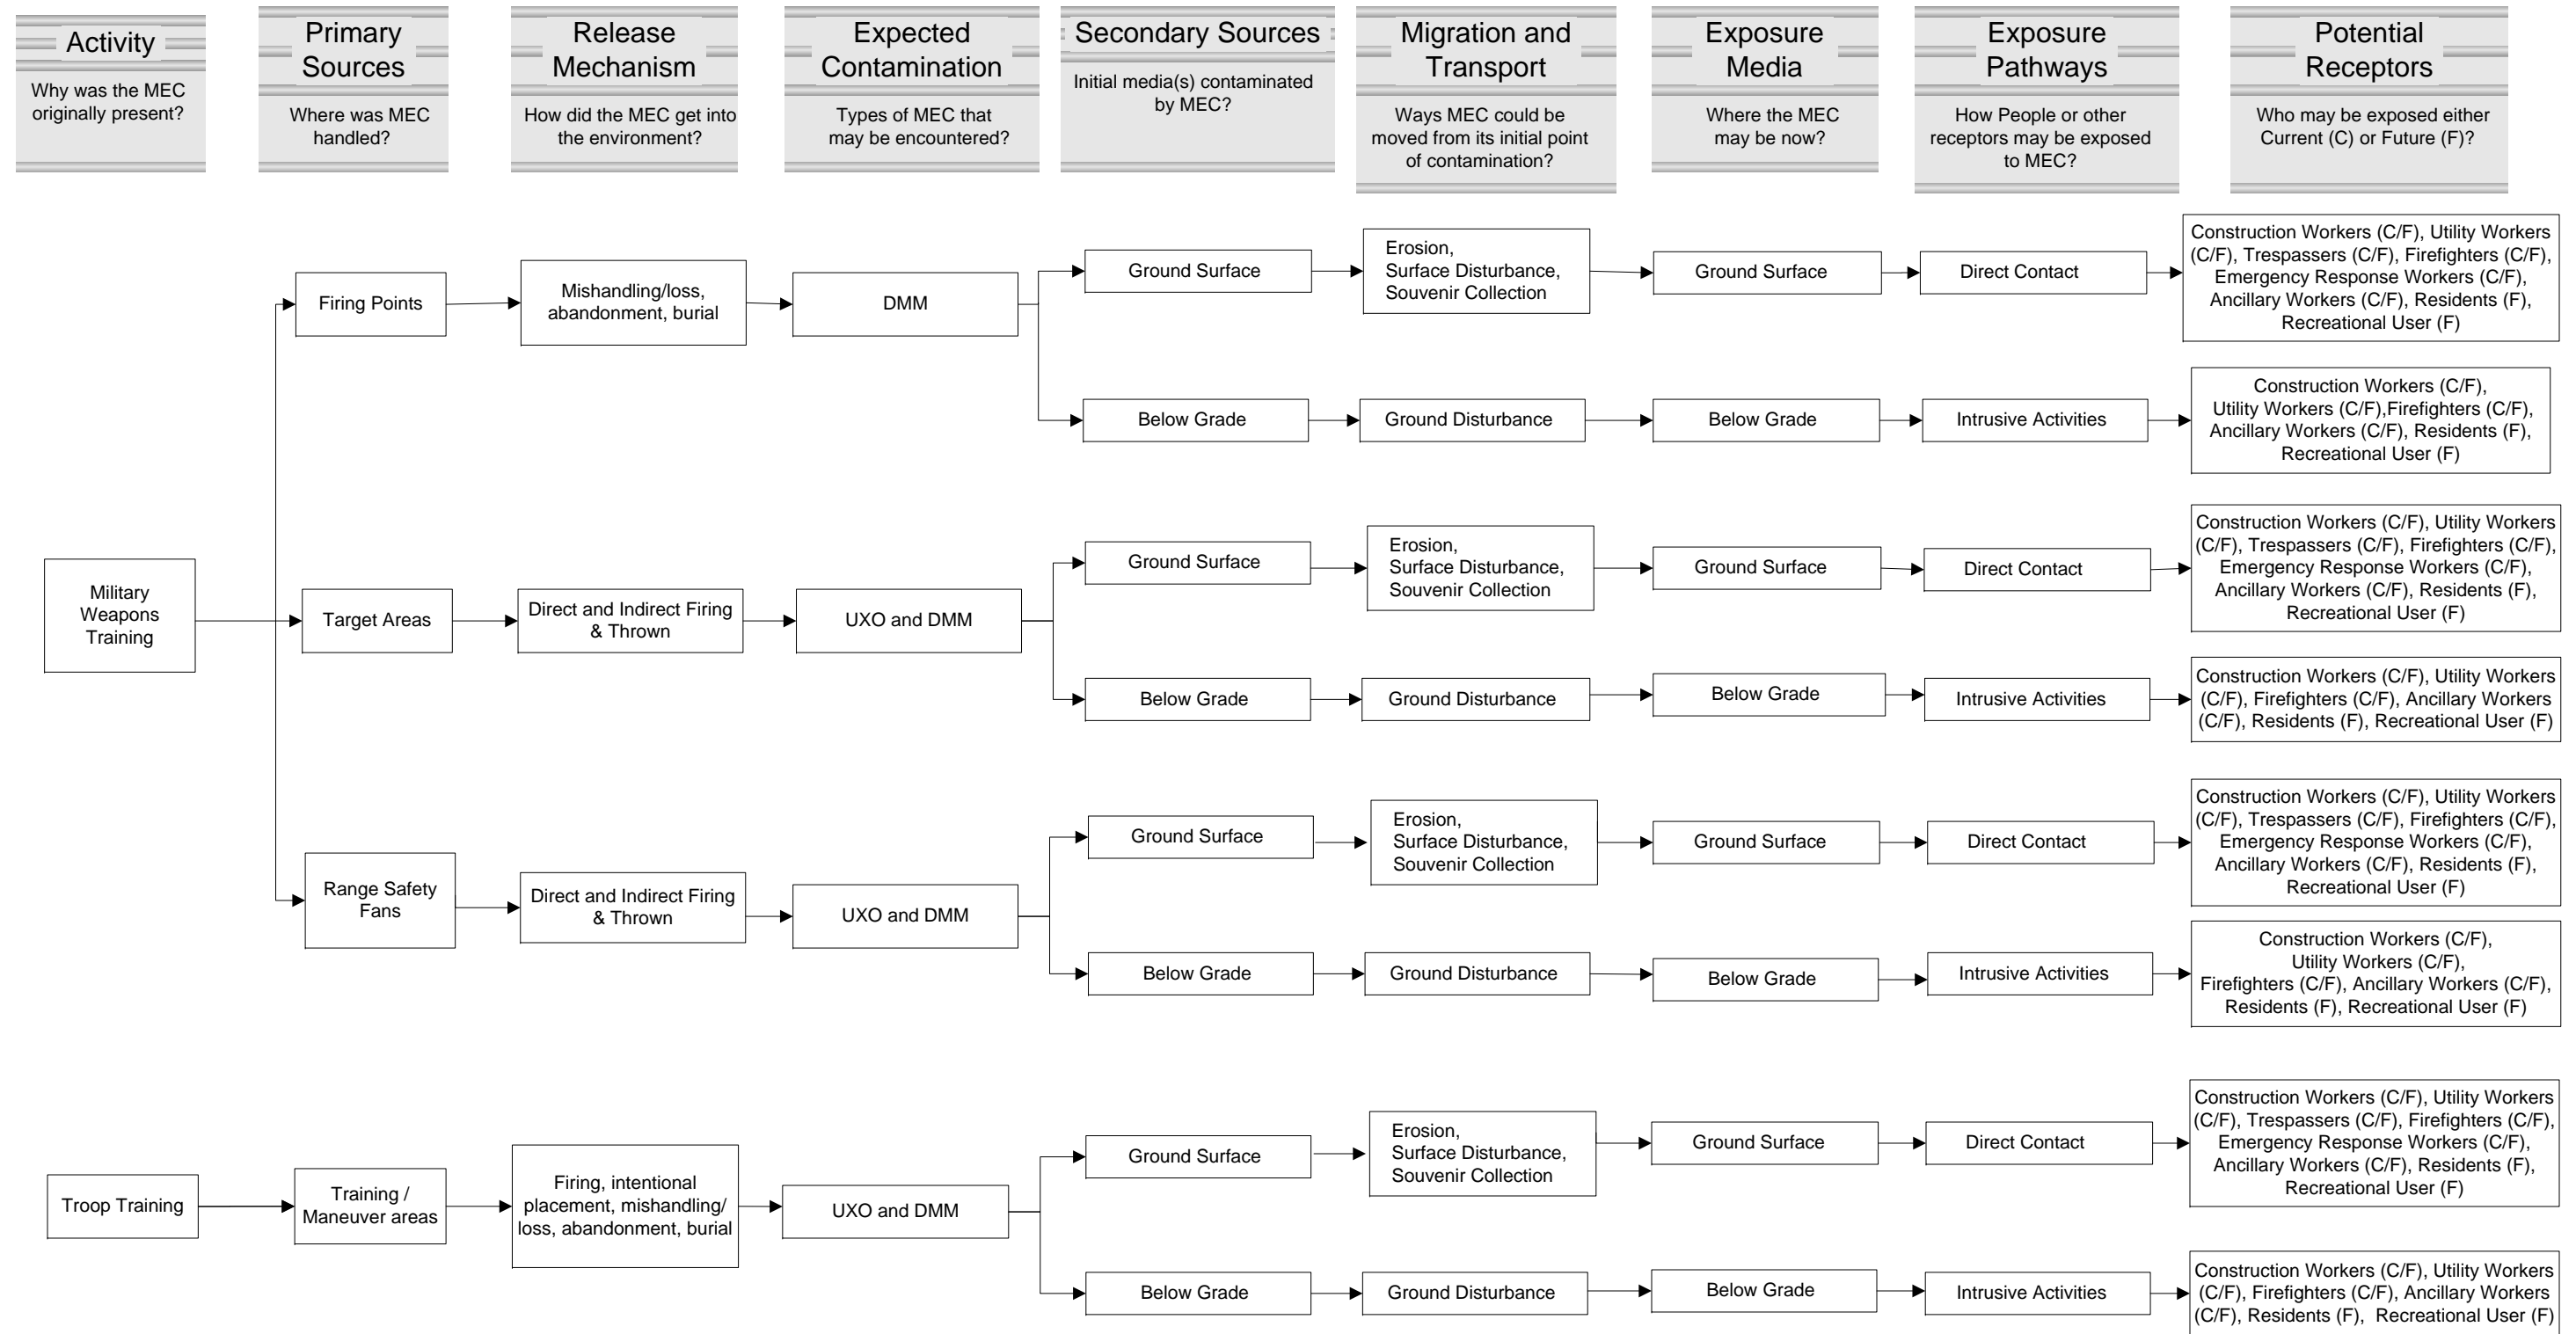 Activity
Why was the MEC
originally present?
Primary
Sources
Where was MEC
handled?
Release
Mechanism
How did the MEC get into
the environment?
Expected
Contamination
Types of MEC that
may be encountered?
Secondary Sources
Initial media(s) contaminated
by MEC?
Migration and
Transport
Ways MEC could be
moved from its initial point
of contamination?
Exposure
Media
Where the MEC
may be now?
Exposure
Pathways
How People or other
receptors may be exposed
to MEC?
Potential
Receptors
Who may be exposed either
Current (C) or Future (F)?
Military
Weapons
Training
Firing Points
Mishandling/loss,
abandonment, burial
DMM
Ground Surface
Erosion,
Surface Disturbance,
Souvenir Collection
Ground Surface
Direct Contact
Construction Workers (C/F), Utility Workers
(C/F), Trespassers (C/F), Firefighters (C/F),
Emergency Response Workers (C/F),
Ancillary Workers (C/F), Residents (F),
Recreational User (F)
Below Grade
Ground Disturbance
Below Grade
Intrusive Activities
Construction Workers (C/F),
Utility Workers (C/F),Firefighters (C/F),
Ancillary Workers (C/F), Residents (F),
Recreational User (F)
Target Areas
Direct and Indirect Firing
& Thrown
UXO and DMM
Ground Surface
Erosion,
Surface Disturbance,
Souvenir Collection
Ground Surface
Direct Contact
Construction Workers (C/F), Utility Workers
(C/F), Trespassers (C/F), Firefighters (C/F),
Emergency Response Workers (C/F),
Ancillary Workers (C/F), Residents (F),
Recreational User (F)
Below Grade
Ground Disturbance
Below Grade
Intrusive Activities
Construction Workers (C/F), Utility Workers
(C/F), Firefighters (C/F), Ancillary Workers
(C/F), Residents (F), Recreational User (F)
Range Safety
Fans
Direct and Indirect Firing
& Thrown
UXO and DMM
Ground Surface
Erosion,
Surface Disturbance,
Souvenir Collection
Ground Surface
Direct Contact
Construction Workers (C/F), Utility Workers
(C/F), Trespassers (C/F), Firefighters (C/F),
Emergency Response Workers (C/F),
Ancillary Workers (C/F), Residents (F),
Recreational User (F)
Below Grade
Ground Disturbance
Below Grade
Intrusive Activities
Construction Workers (C/F),
Utility Workers (C/F),
Firefighters (C/F), Ancillary Workers (C/F),
Residents (F), Recreational User (F)
Troop Training
Training /
Maneuver areas
Firing, intentional
placement, mishandling/
loss, abandonment, burial
UXO and DMM
Ground Surface
Erosion,
Surface Disturbance,
Souvenir Collection
Ground Surface
Direct Contact
Construction Workers (C/F), Utility Workers
(C/F), Trespassers (C/F), Firefighters (C/F),
Emergency Response Workers (C/F),
Ancillary Workers (C/F), Residents (F),
Recreational User (F)
Below Grade
Ground Disturbance
Below Grade
Intrusive Activities
Construction Workers (C/F), Utility Workers
(C/F), Firefighters (C/F), Ancillary Workers
(C/F), Residents (F), Recreational User (F)